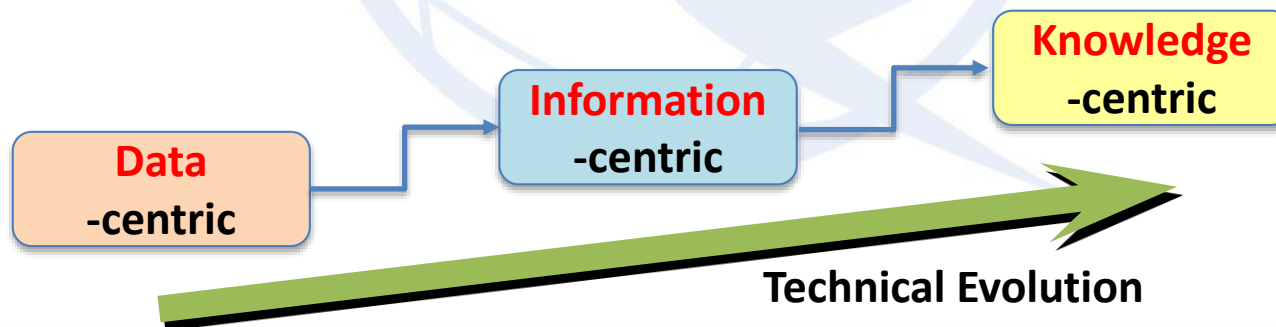 Data
-centric
Information
-centric
Knowledge
-centric
Technical Evolution